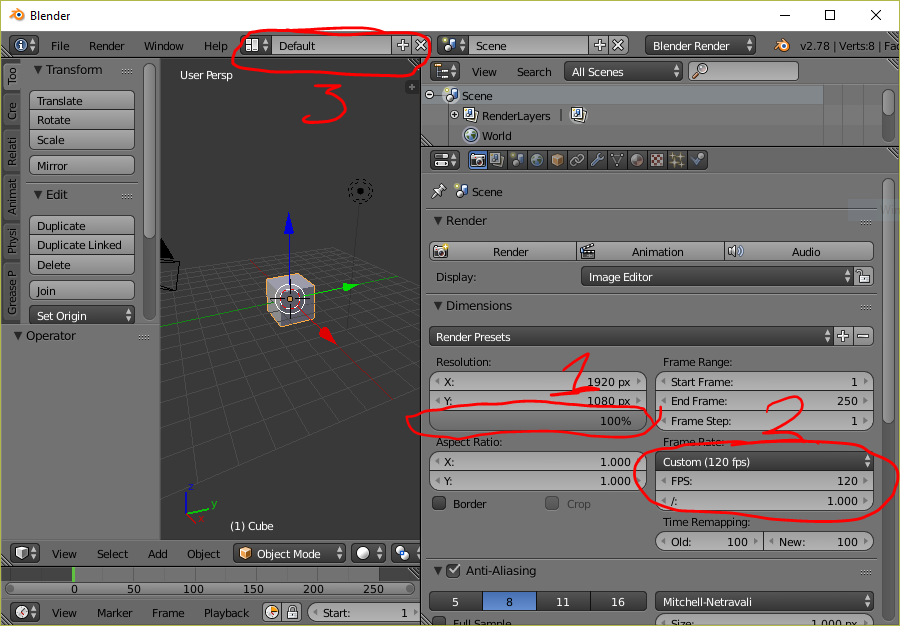 Blender
File Render Window Help Default Scene Blender Render v2.78 | Verts:8 | Fac
Too
Transform
Translate
Rotate
Scale
Mirror
Edit
Duplicate
Duplicate Linked
Delete
Join
Set Origin
Operator
Cre
Relati
Animat
Physi
Grease P
User Persp
3
z
y
x
(1) Cube
View Select Add Object Object Mode
0 50 100 150 200 250
View Marker Frame Playback Start: 1
View Search All Scenes
Scene
RenderLayers
World
Scene
Render
Render Animation Audio
Display: Image Editor
Dimensions
Render Presets
Resolution: Frame Range:
1
X: 1920 px Start Frame: 1
Y: 1080 px End Frame: 250
100% Frame Step: 1
2
Aspect Ratio: Frame Rate:
X: 1.000 Custom (120 fps)
Y: 1.000 FPS: 120
Border Crop /: 1.000
Time Remapping:
Old: 100 New: 100
Anti-Aliasing
5 8 11 16 Mitchell-Netravali
Full Sample Size: 1.000 px